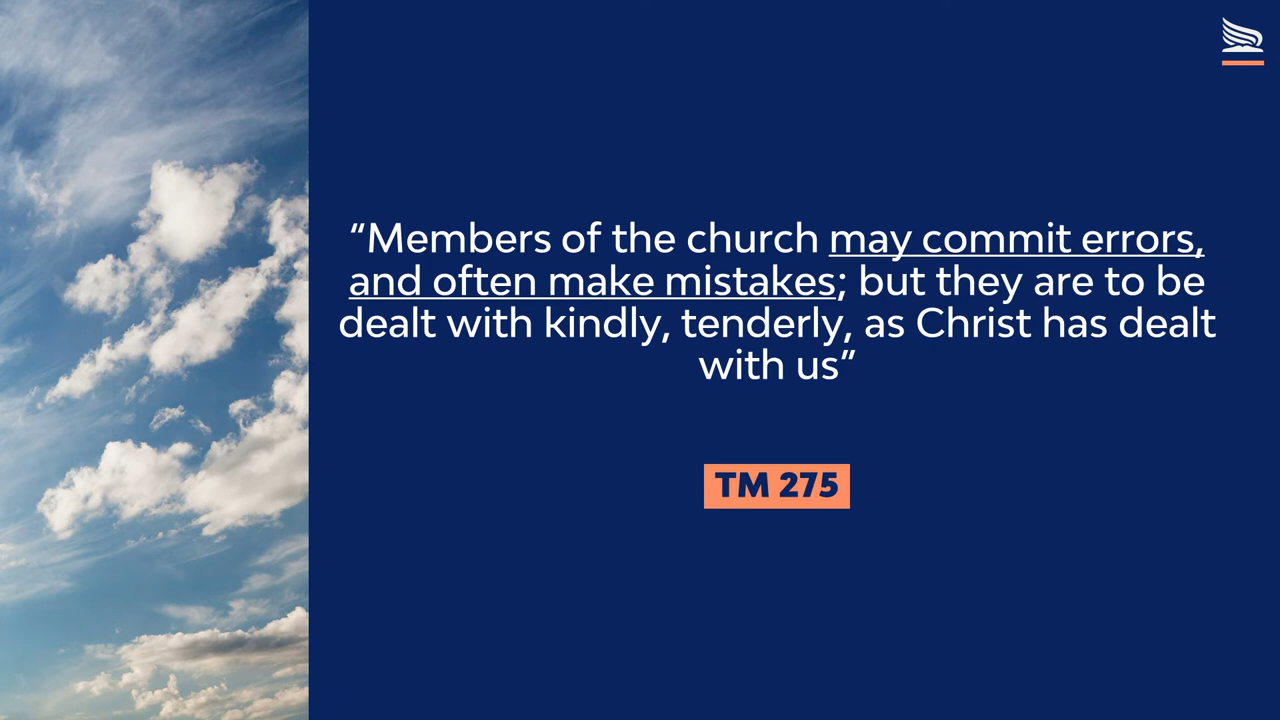 “Members of the church may commit errors,
and often make mistakes; but they are to be
dealt with kindly, tenderly, as Christ has dealt
with us”
TM 275